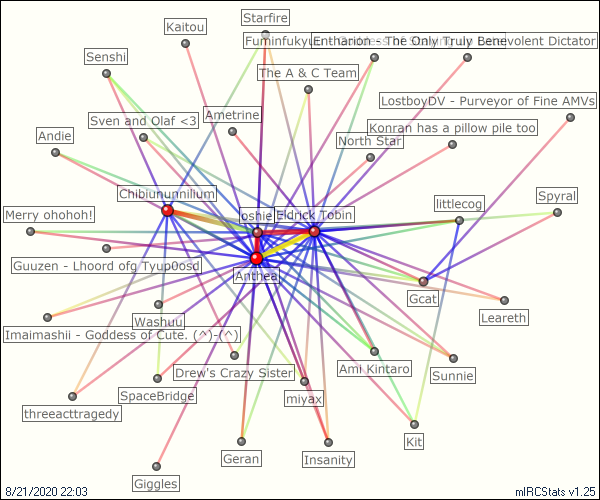 Starfire
Kaitou
Fuminfukyu
Enthanion - The Only Truly Benevolent Dictator
Senshi
The A & C Team
LostboyDV - Purveyor of Fine AMVs
Sven and Olaf <3
Ametrine
Konran has a pillow pile too
Andie
North Star
Chibiununnilium
Spyral
Merry ohohoh!
oshie
Eldrick Tobin
littlecog
Guuzen - Lhoord ofg Tyup0osd
Anthea
Gcat
Leareth
Washuu
Imaimashii - Goddess of Cute. (^)-(^)
Drew's Crazy Sister
Ami Kintaro
Sunnie
SpaceBridge
miyax
threeacttragedy
Kit
Geran
Insanity
Giggles
8/21/2020 22:03
mIRCStats v1.25